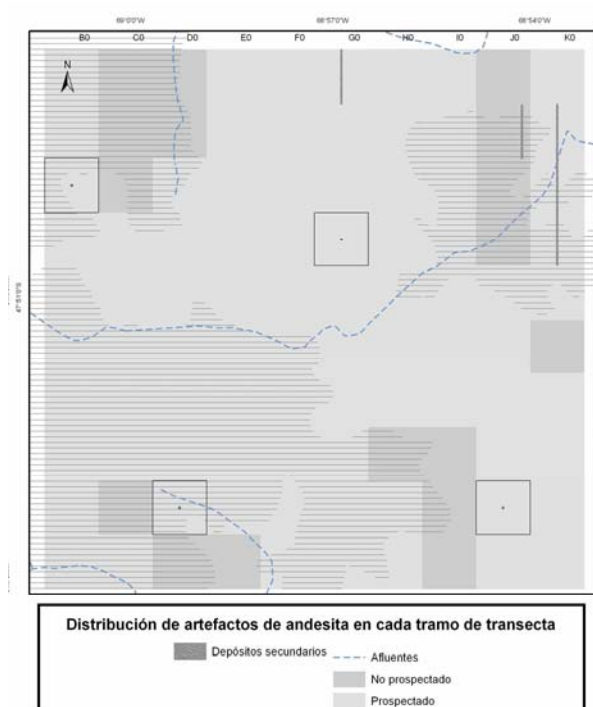 69°0'0"W 68°57'0"W 68°54'0"W
B0 C0 D0 E0 F0 G0 H0 I0 J0 K0
N
47°51'0"S
Distribución de artefactos de andesita en cada tramo de transecta
Depósitos secundarios
Afluentes
No prospectado
Prospectado